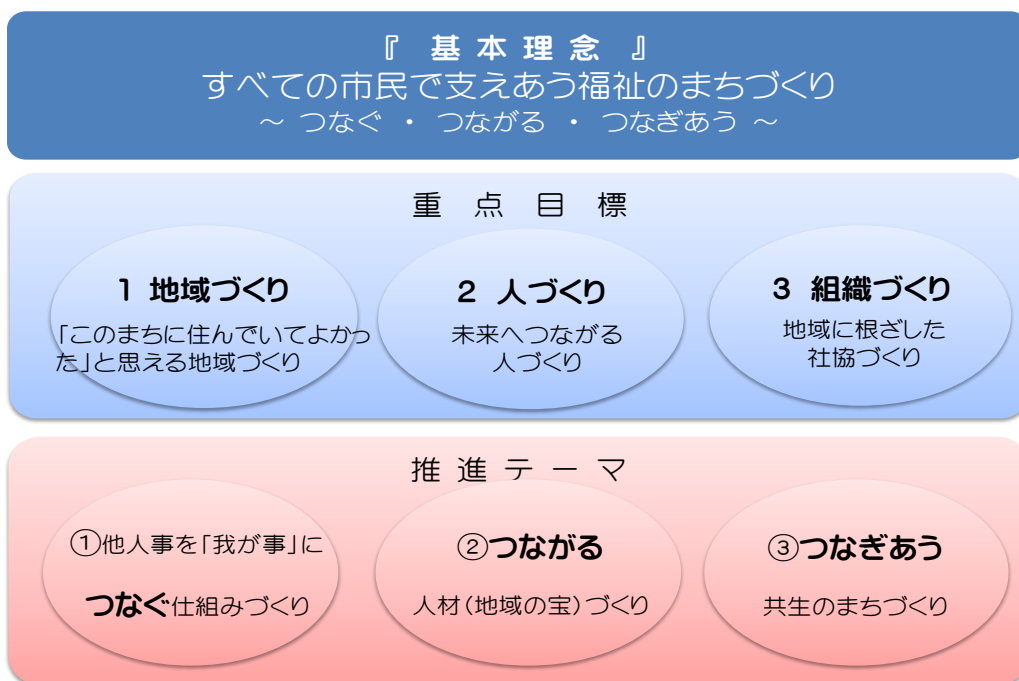 『 基 本 理 念 』
すべての市民で支えあう福祉のまちづくり
～ つなぐ ・ つながる ・ つなぎあう ～
重 点 目 標
1 地域づくり
「このまちに住んでいてよかっ
た」と思える地域づくり
2 人づくり
未来へつながる
人づくり
3 組織づくり
地域に根ざした
社協づくり
推 進 テ ー マ
①他人事を「我が事」に
つなぐ仕組みづくり
②つながる
人材(地域の宝)づくり
③つなぎあう
共生のまちづくり